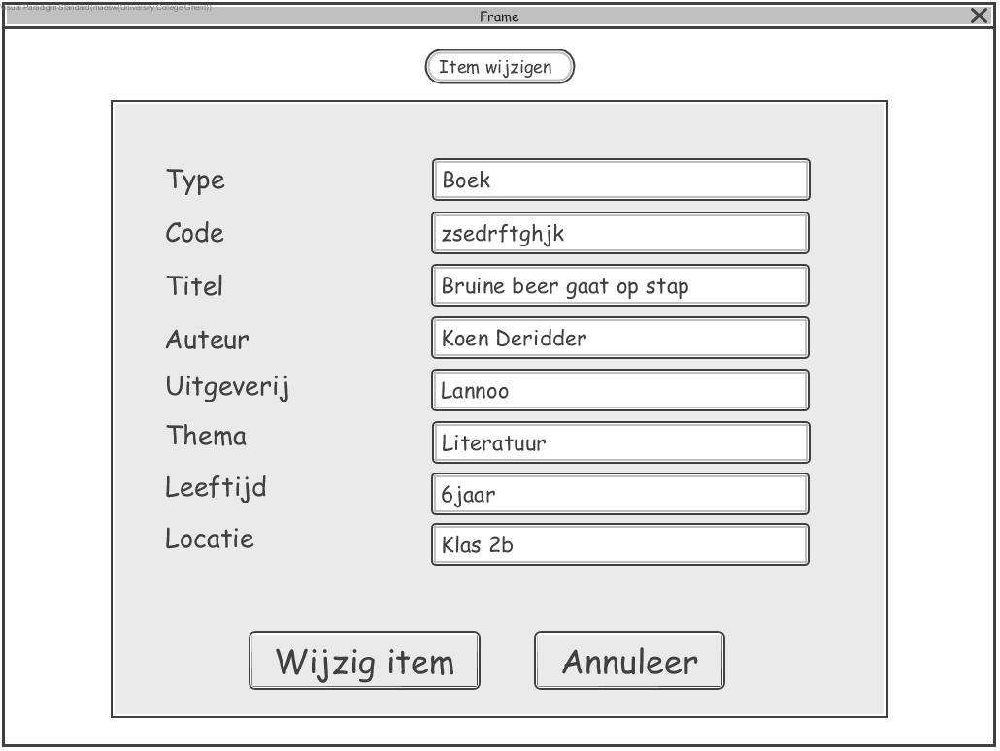 Visual Paradigm Standard(maesw(University College Ghent))
Frame
Item wijzigen
Type Boek
Code zsedrftghjk
Titel Bruine beer gaat op stap
Auteur Koen Deridder
Uitgeverij Lannoo
Thema Literatuur
Leeftijd 6jaar
Locatie Klas 2b
Wijzig item Annuleer